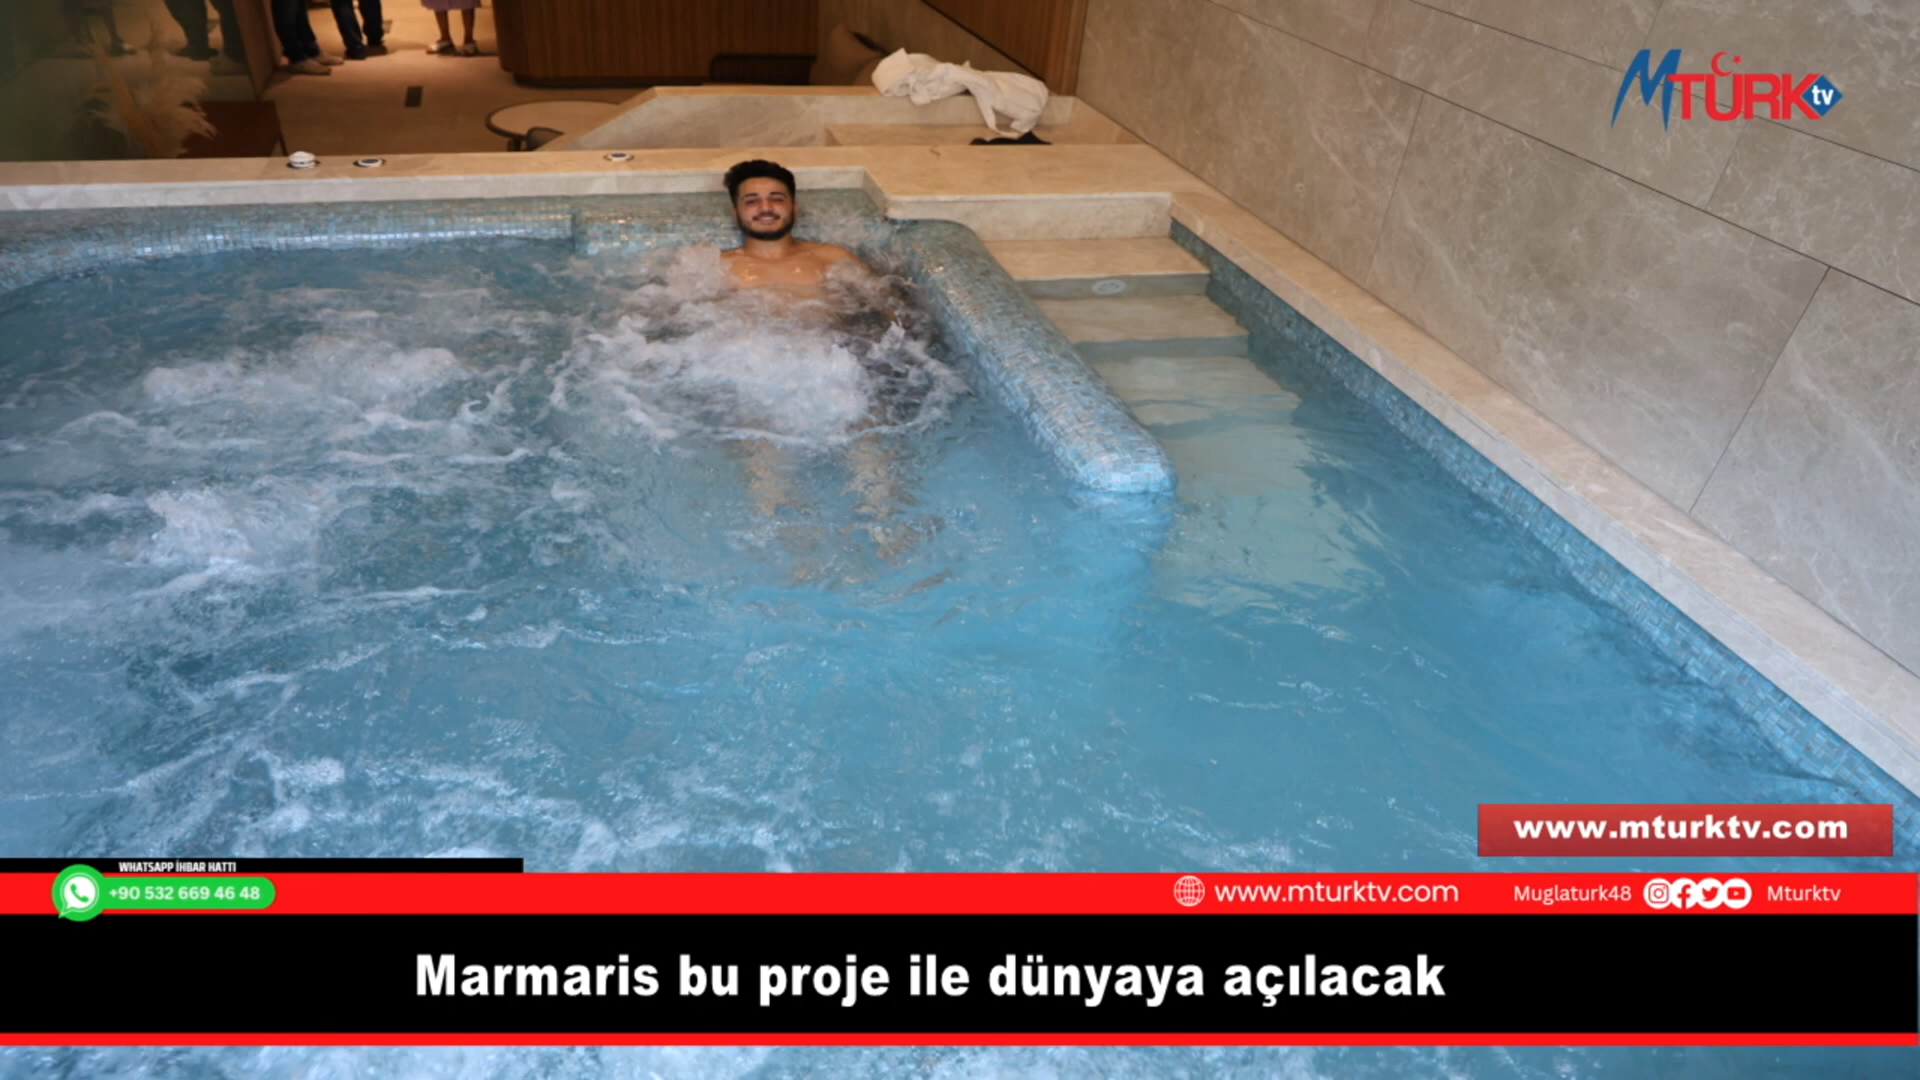 MTÜRK tv
www.mturktv.com
WHATSAPP İHBAR HATTI
+90 532 669 46 48
www.mturktv.com
Muglaturk48
Mturktv
Marmaris bu proje ile dünyaya açılacak